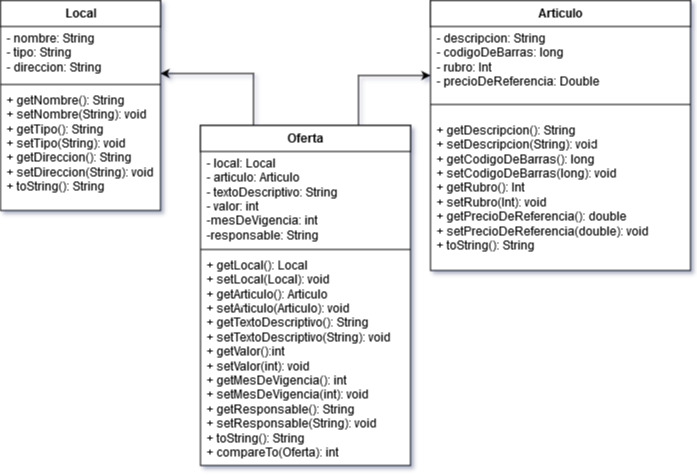 Local
- nombre: String
- tipo: String
- direccion: String
+ getNombre(): String
+ setNombre(String): void
+ getTipo(): String
+ setTipo(String): void
+ getDireccion(): String
+ setDireccion(String): void
+ toString(): String
Oferta
- local: Local
- articulo: Articulo
- textoDescriptivo: String
- valor: int
-mesDeVigencia: int
-responsable: String
+ getLocal(): Local
+ setLocal(Local): void
+ getArticulo(): Articulo
+ setArticulo(Articulo): void
+ getTextoDescriptivo(): String
+ setTextoDescriptivo(String): void
+ getValor():int
+ setValor(int): void
+ getMesDeVigencia(): int
+ setMesDeVigencia(int): void
+ getResponsable(): String
+ setResponsable(String): void
+ toString(): String
+ compareTo(Oferta): int
Articulo
- descripcion: String
- codigoDeBarras: long
- rubro: Int
- precioDeReferencia: Double
+ getDescripcion(): String
+ setDescripcion(String): void
+ getCodigoDeBarras(): long
+ setCodigoDeBarras(long): void
+ getRubro(): Int
+ setRubro(Int): void
+ getPrecioDeReferencia(): double
+ setPrecioDeReferencia(double): void
+ toString(): String